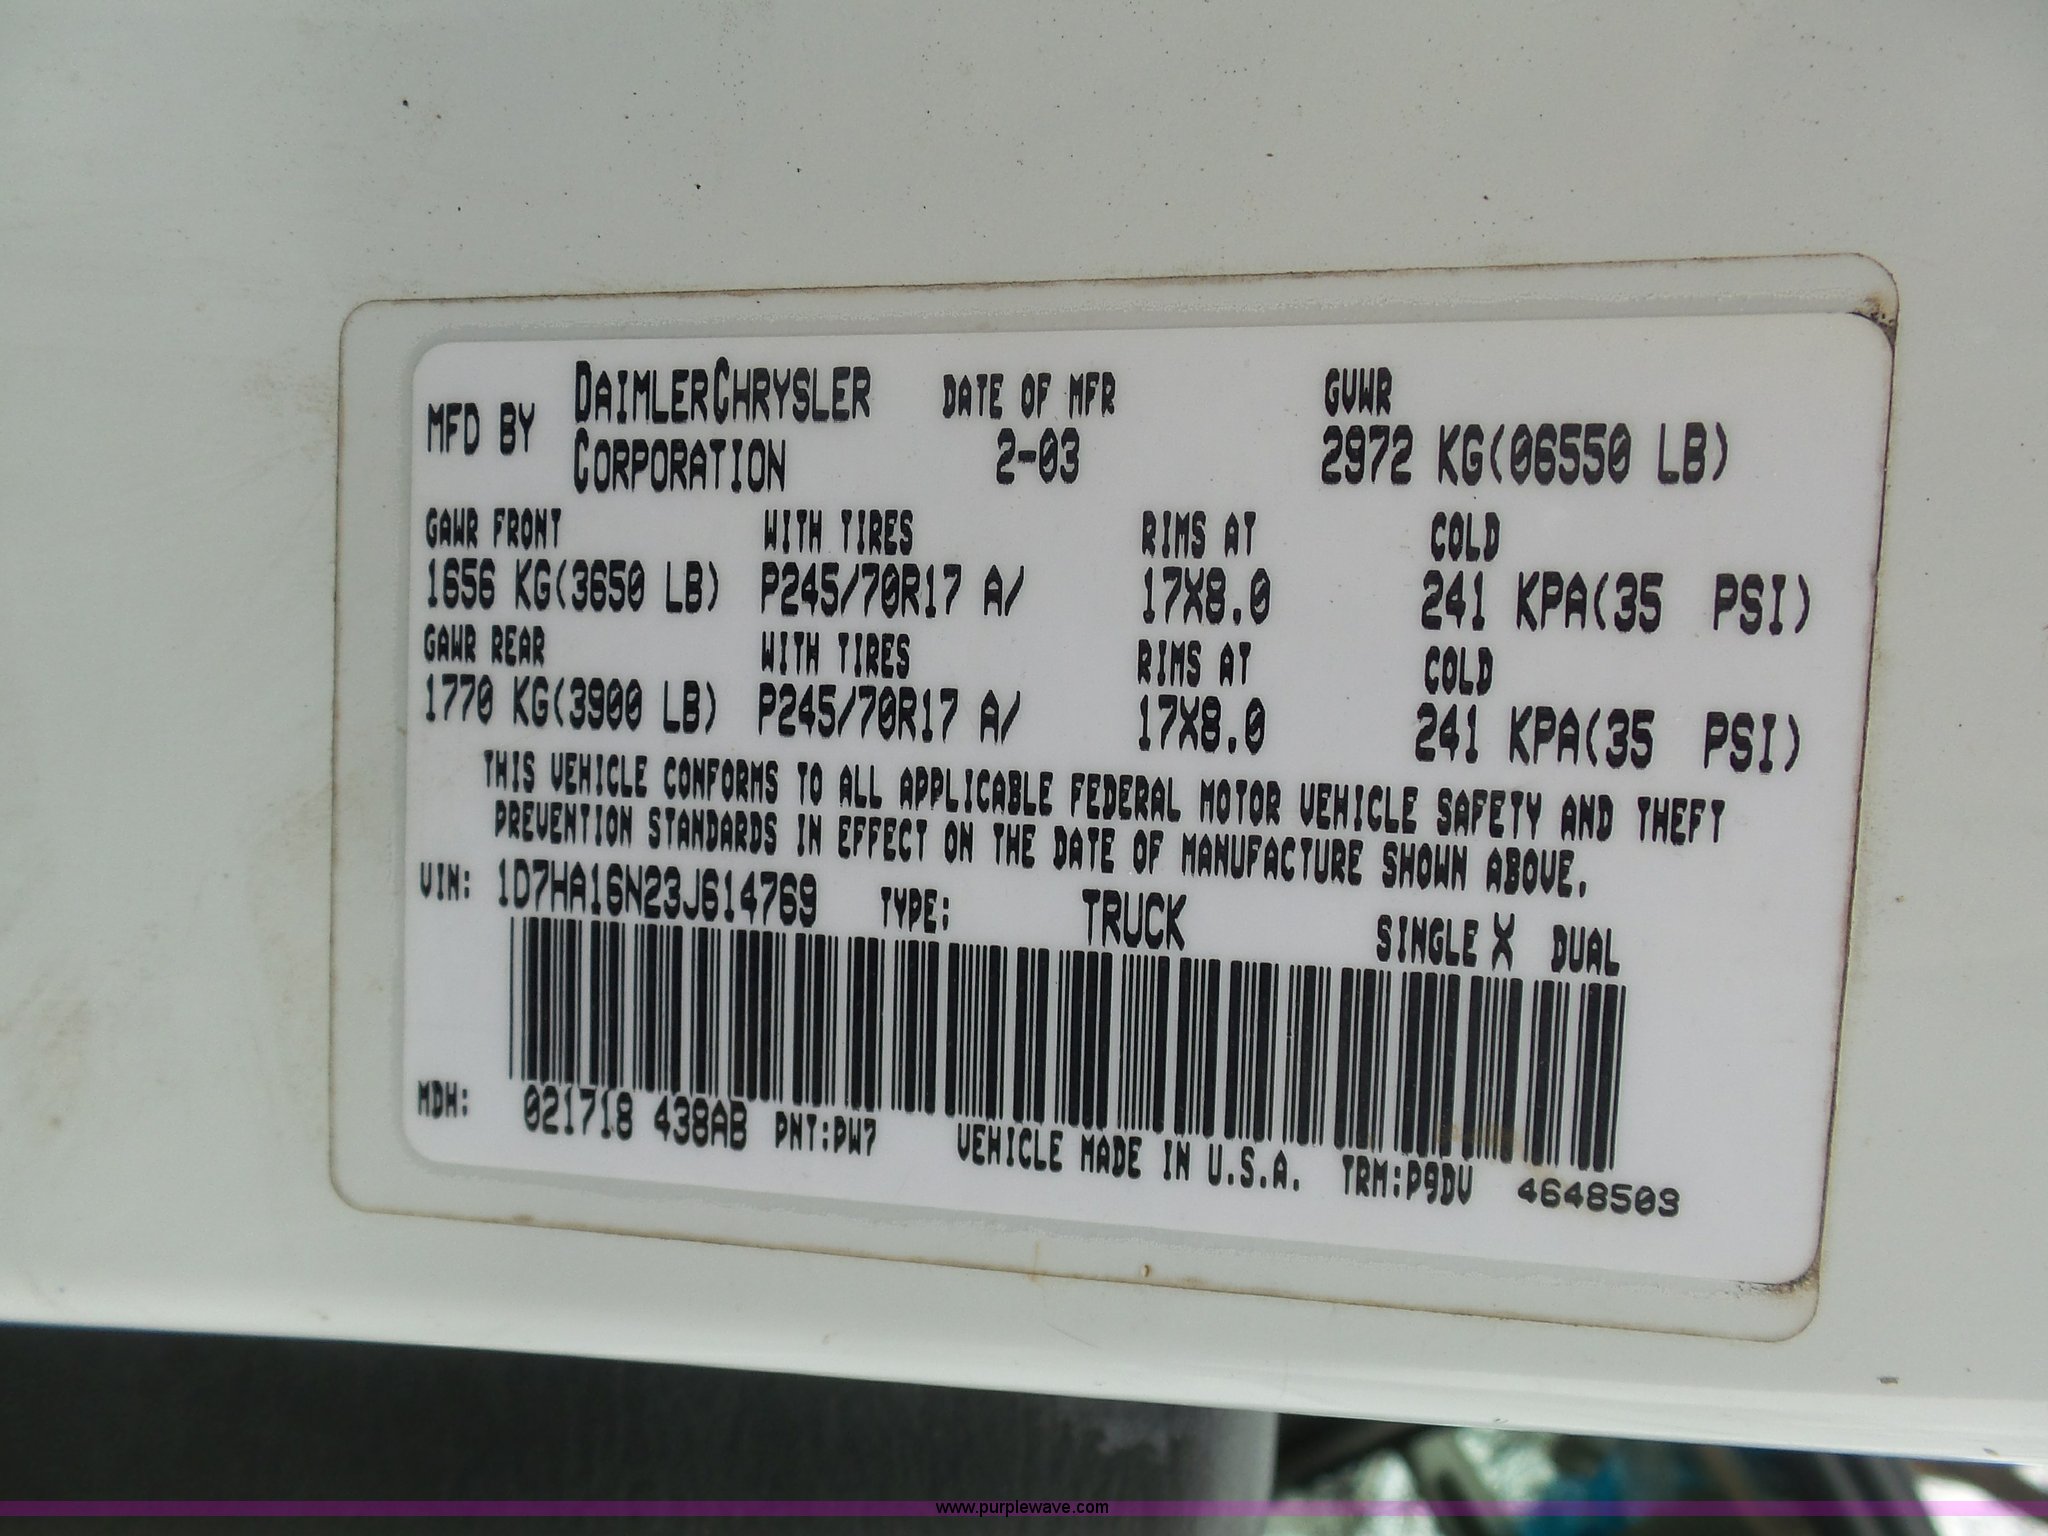 MFD BY DAIMLERCHRYSLER CORPORATION DATE OF MFR 2-03 GVWR 2972 KG(06550 LB)
GAWR FRONT WITH TIRES RIMS AT COLD
1656 KG(3650 LB) P245/70R17 A/ 17X8.0 241 KPA(35 PSI)
GAWR REAR WITH TIRES RIMS AT COLD
1770 KG(3900 LB) P245/70R17 A/ 17X8.0 241 KPA(35 PSI)
THIS VEHICLE CONFORMS TO ALL APPLICABLE FEDERAL MOTOR VEHICLE SAFETY AND THEFT
PREVENTION STANDARDS IN EFFECT ON THE DATE OF MANUFACTURE SHOWN ABOVE.
VIN: 1D7HA16N23J614769 TYPE: TRUCK SINGLE X DUAL
MDH: 021718 438AB PNT:PW7 VEHICLE MADE IN U.S.A. TRM:P9DV 4648509
www.purplewave.com